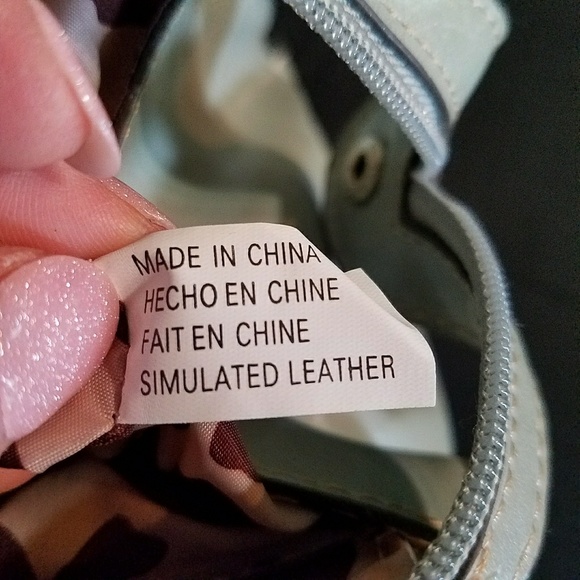 MADE IN CHINA
HECHO EN CHINE
FAIT EN CHINE
SIMULATED LEATHER